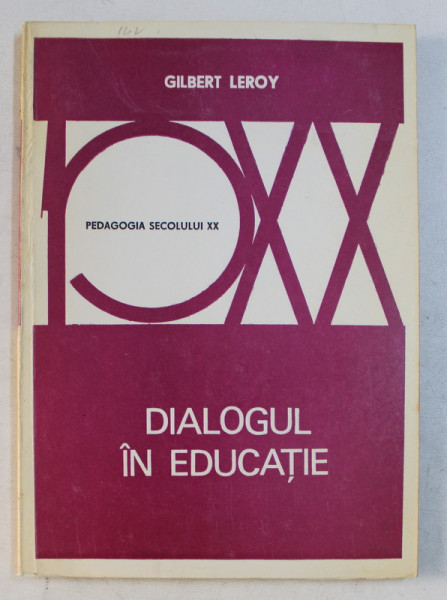 GILBERT LEROY
PEDAGOGIA SECOLULUI XX
DIALOGUL
ÎN EDUCAȚIE